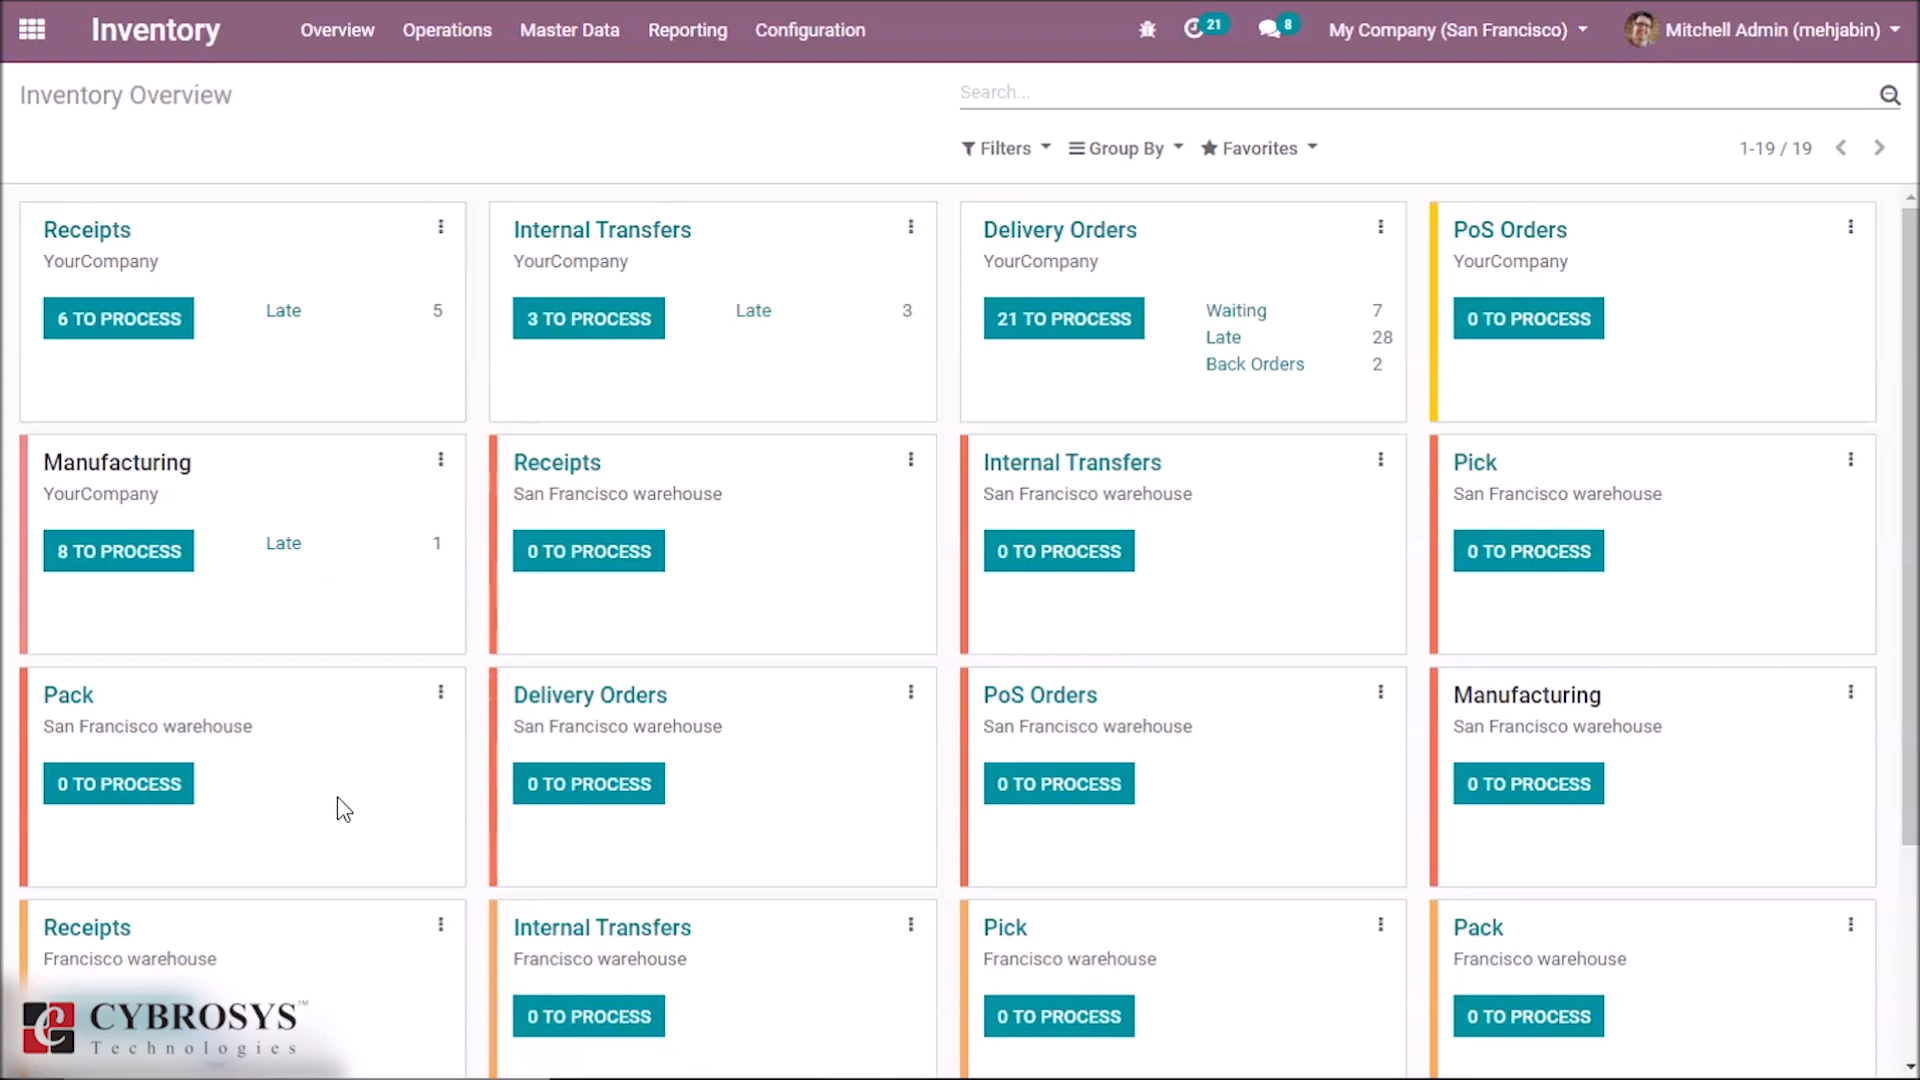 Inventory Overview Operations Master Data Reporting Configuration 21 8 My Company (San Francisco) Mitchell Admin (mehjabin)
Inventory Overview Search...
Filters Group By Favorites 1-19 / 19
Receipts
YourCompany
6 TO PROCESS Late 5
Internal Transfers
YourCompany
3 TO PROCESS Late 3
Delivery Orders
YourCompany
21 TO PROCESS Waiting 7
Late 28
Back Orders 2
PoS Orders
YourCompany
0 TO PROCESS
Manufacturing
YourCompany
8 TO PROCESS Late 1
Receipts
San Francisco warehouse
0 TO PROCESS
Internal Transfers
San Francisco warehouse
0 TO PROCESS
Pick
San Francisco warehouse
0 TO PROCESS
Pack
San Francisco warehouse
0 TO PROCESS
Delivery Orders
San Francisco warehouse
0 TO PROCESS
PoS Orders
San Francisco warehouse
0 TO PROCESS
Manufacturing
San Francisco warehouse
0 TO PROCESS
Receipts
Francisco warehouse
Internal Transfers
Francisco warehouse
0 TO PROCESS
Pick
Francisco warehouse
0 TO PROCESS
Pack
Francisco warehouse
0 TO PROCESS
CYBROSYS™
Technologies